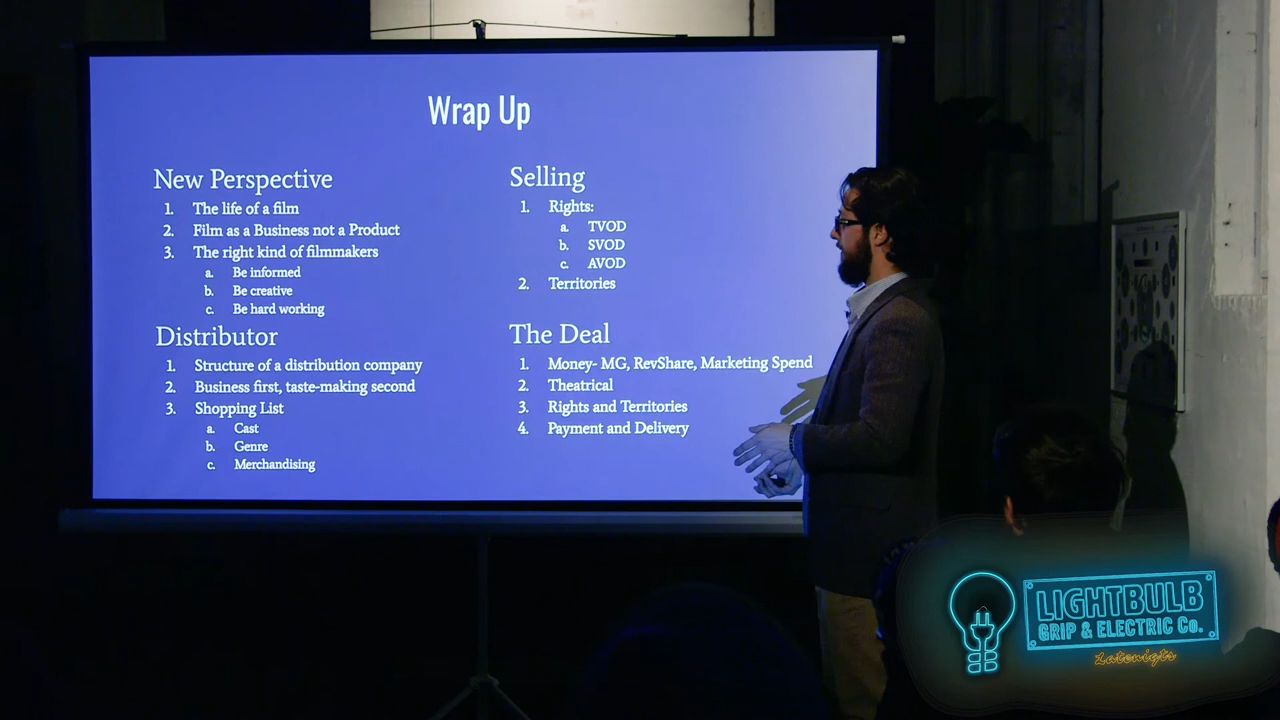 Wrap Up
New Perspective
1. The life of a film
2. Film as a Business not a Product
3. The right kind of filmmakers
a. Be informed
b. Be creative
c. Be hard working
Distributor
1. Structure of a distribution company
2. Business first, taste-making second
3. Shopping List
a. Cast
b. Genre
c. Merchandising
Selling
1. Rights:
a. TVOD
b. SVOD
c. AVOD
2. Territories
The Deal
1. Money- MG, RevShare, Marketing Spend
2. Theatrical
3. Rights and Territories
4. Payment and Delivery
LIGHTBULB
GRIP & ELECTRIC Co.